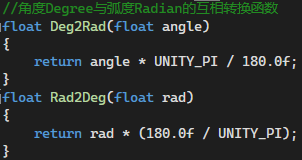 //角度Degree与弧度Radian的互相转换函数
float Deg2Rad(float angle)
{
    return angle * UNITY_PI / 180.0f;
}
float Rad2Deg(float rad)
{
    return rad * (180.0f / UNITY_PI);
}